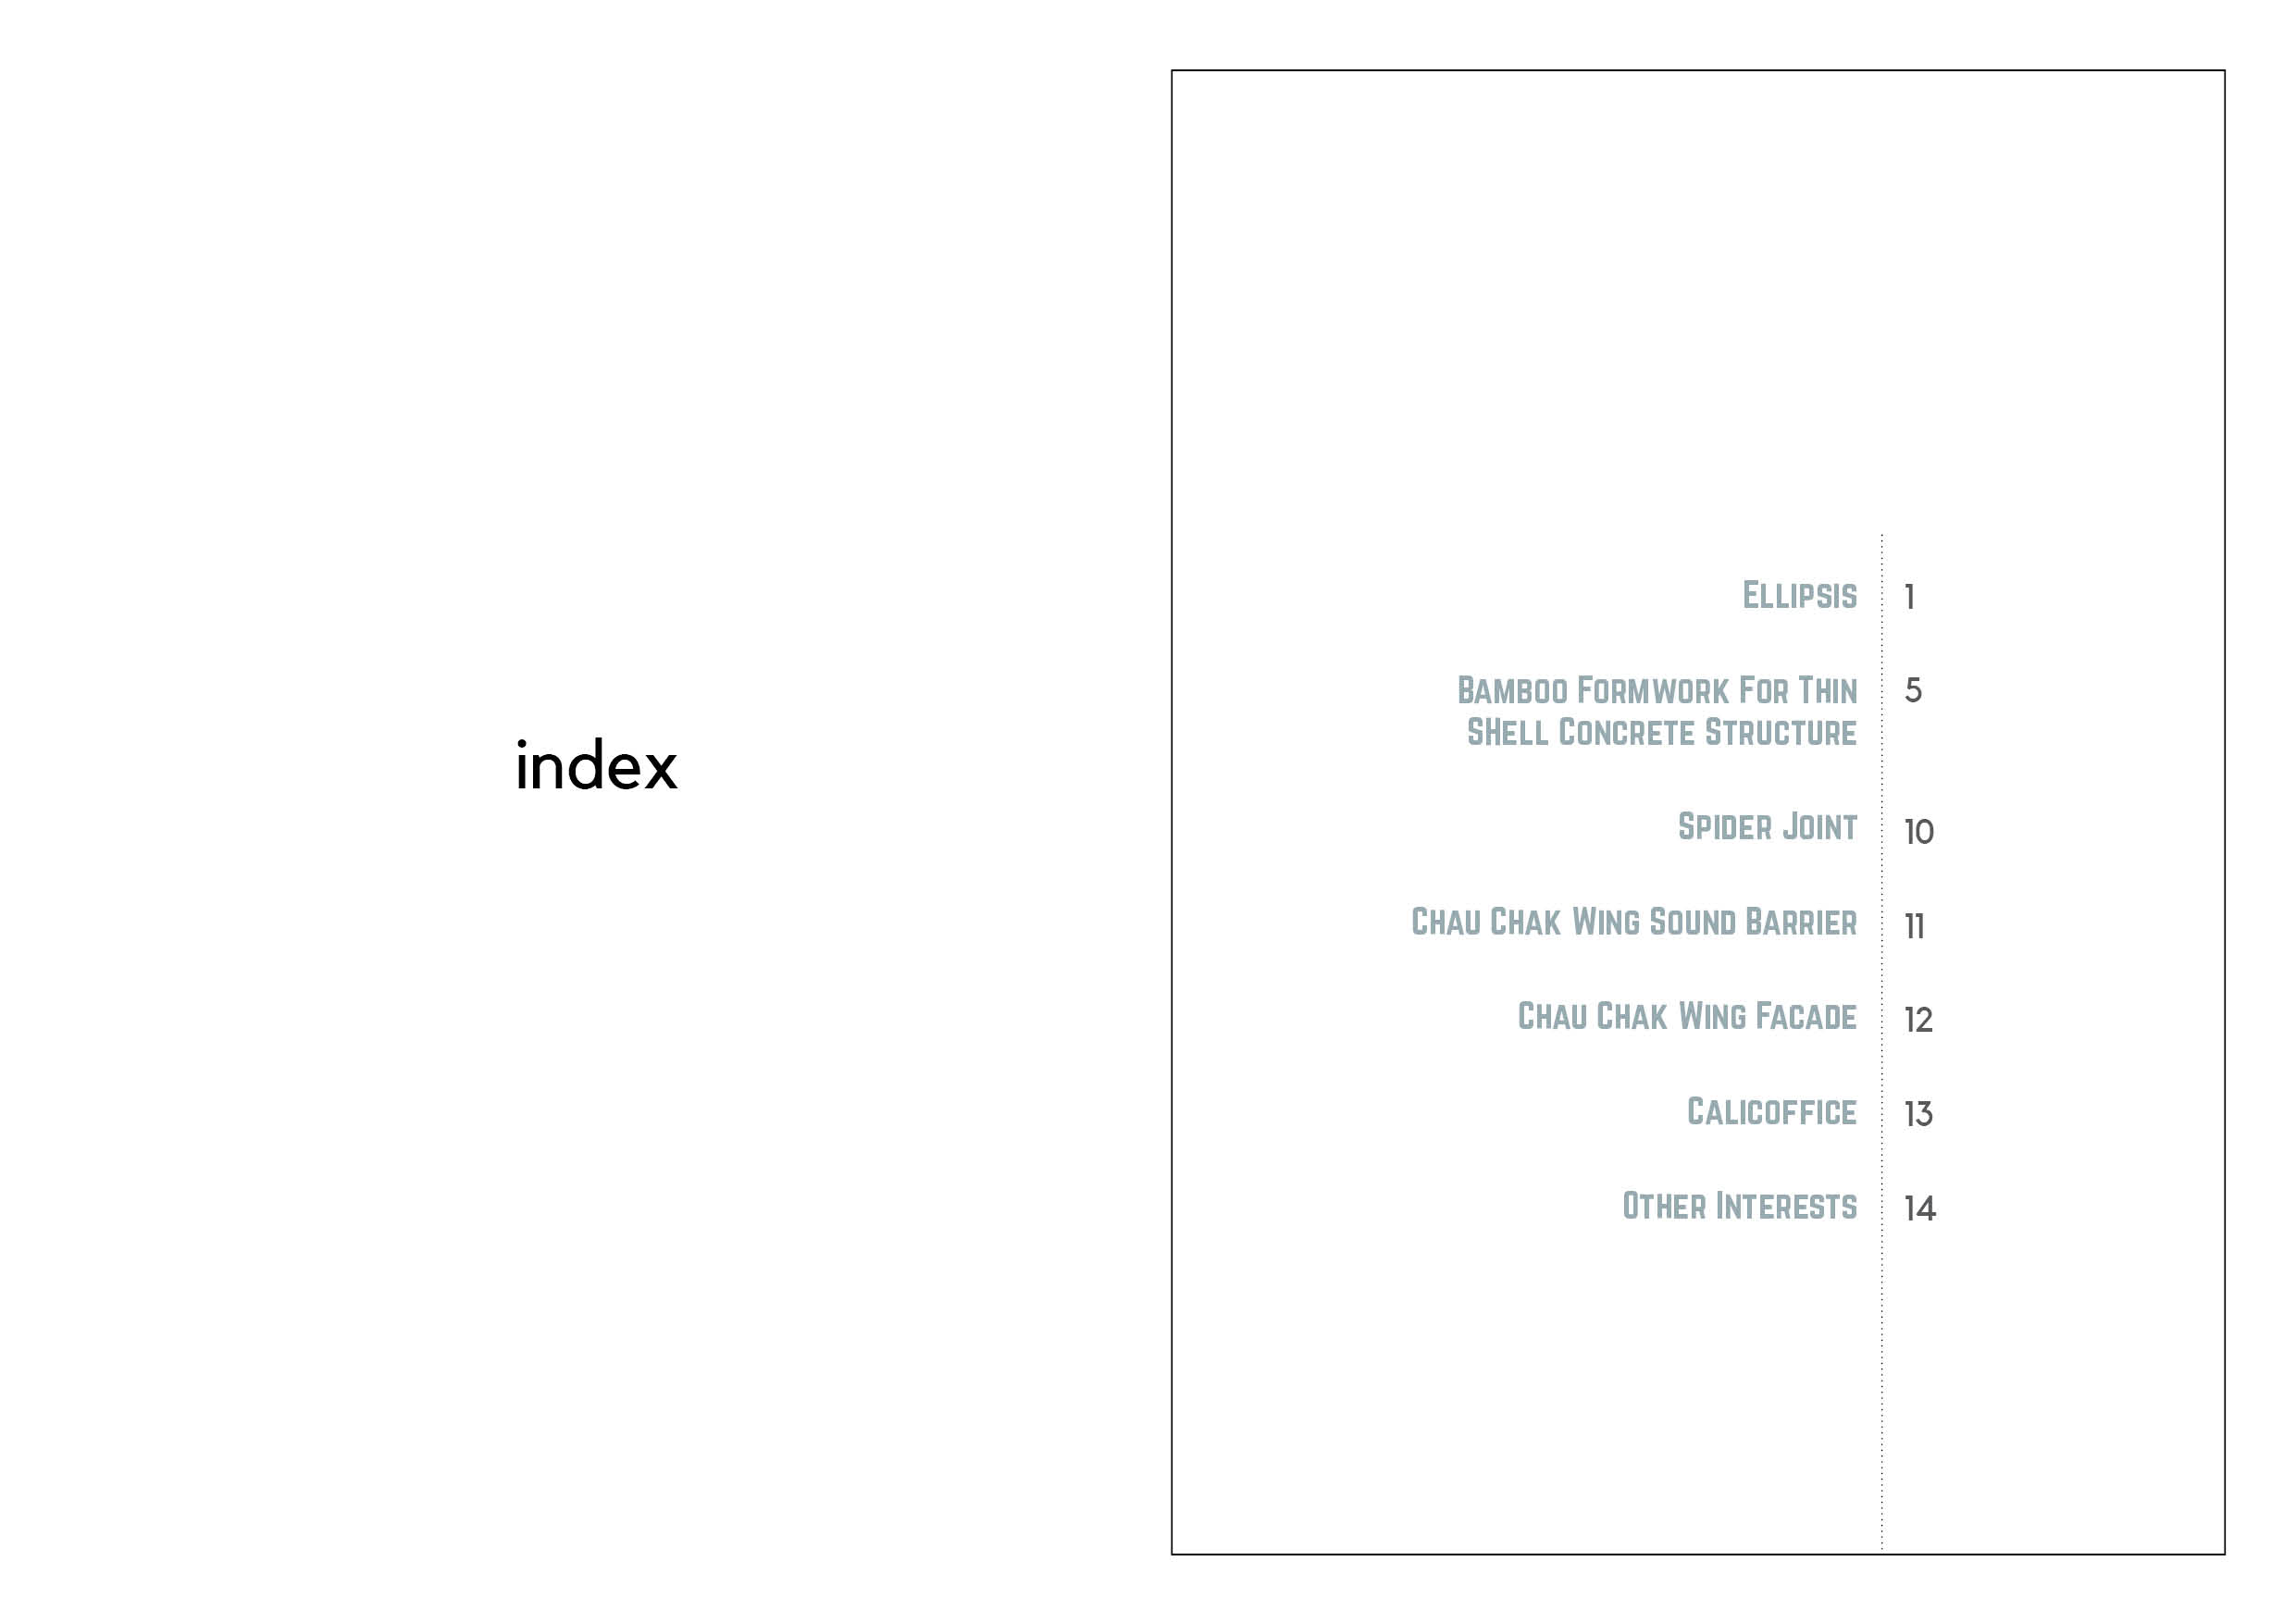 index
Ellipsis 1
Bamboo Formwork For Thin 5
SHell Concrete Structure
Spider Joint 10
Chau Chak Wing Sound Barrier 11
Chau Chak Wing Facade 12
Calicoffice 13
Other Interests 14